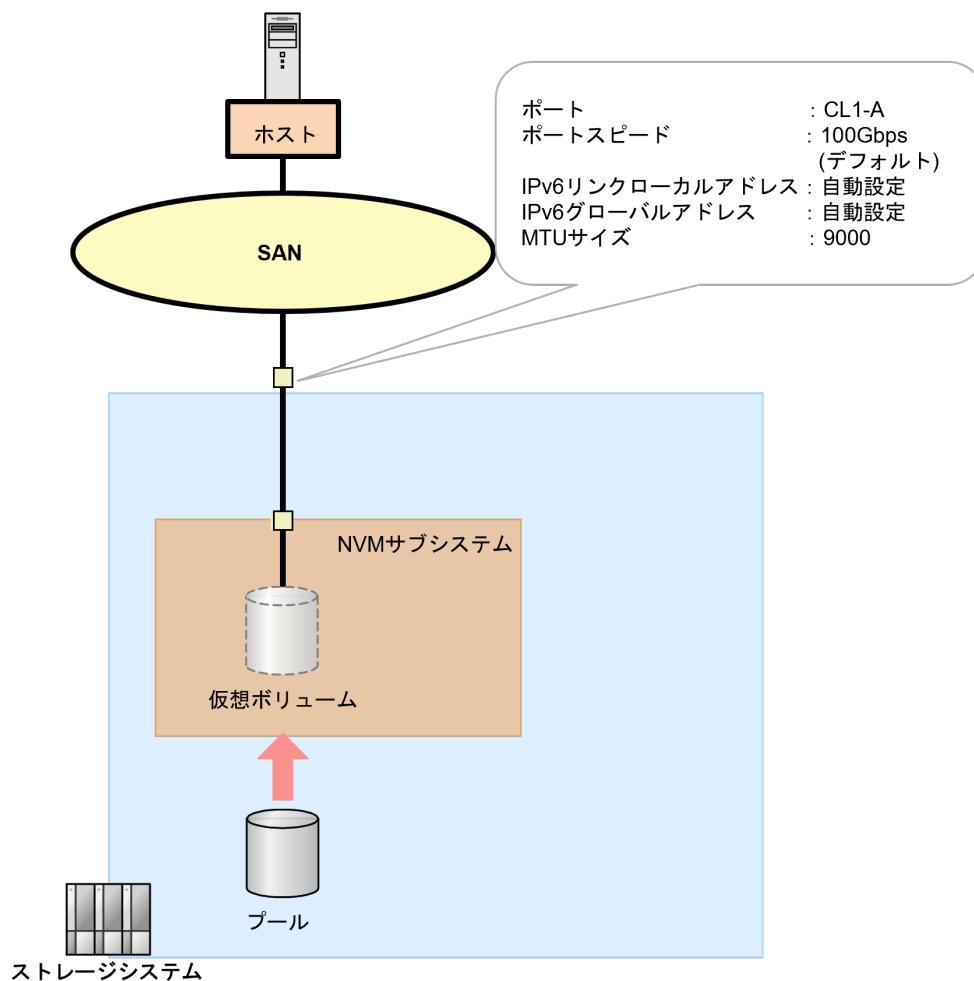 ホスト
ポート : CL1-A
ポートスピード : 100Gbps
(デフォルト)
IPv6リンクローカルアドレス : 自動設定
IPv6グローバルアドレス : 自動設定
MTUサイズ : 9000
SAN
NVMサブシステム
仮想ボリューム
プール
ストレージシステム